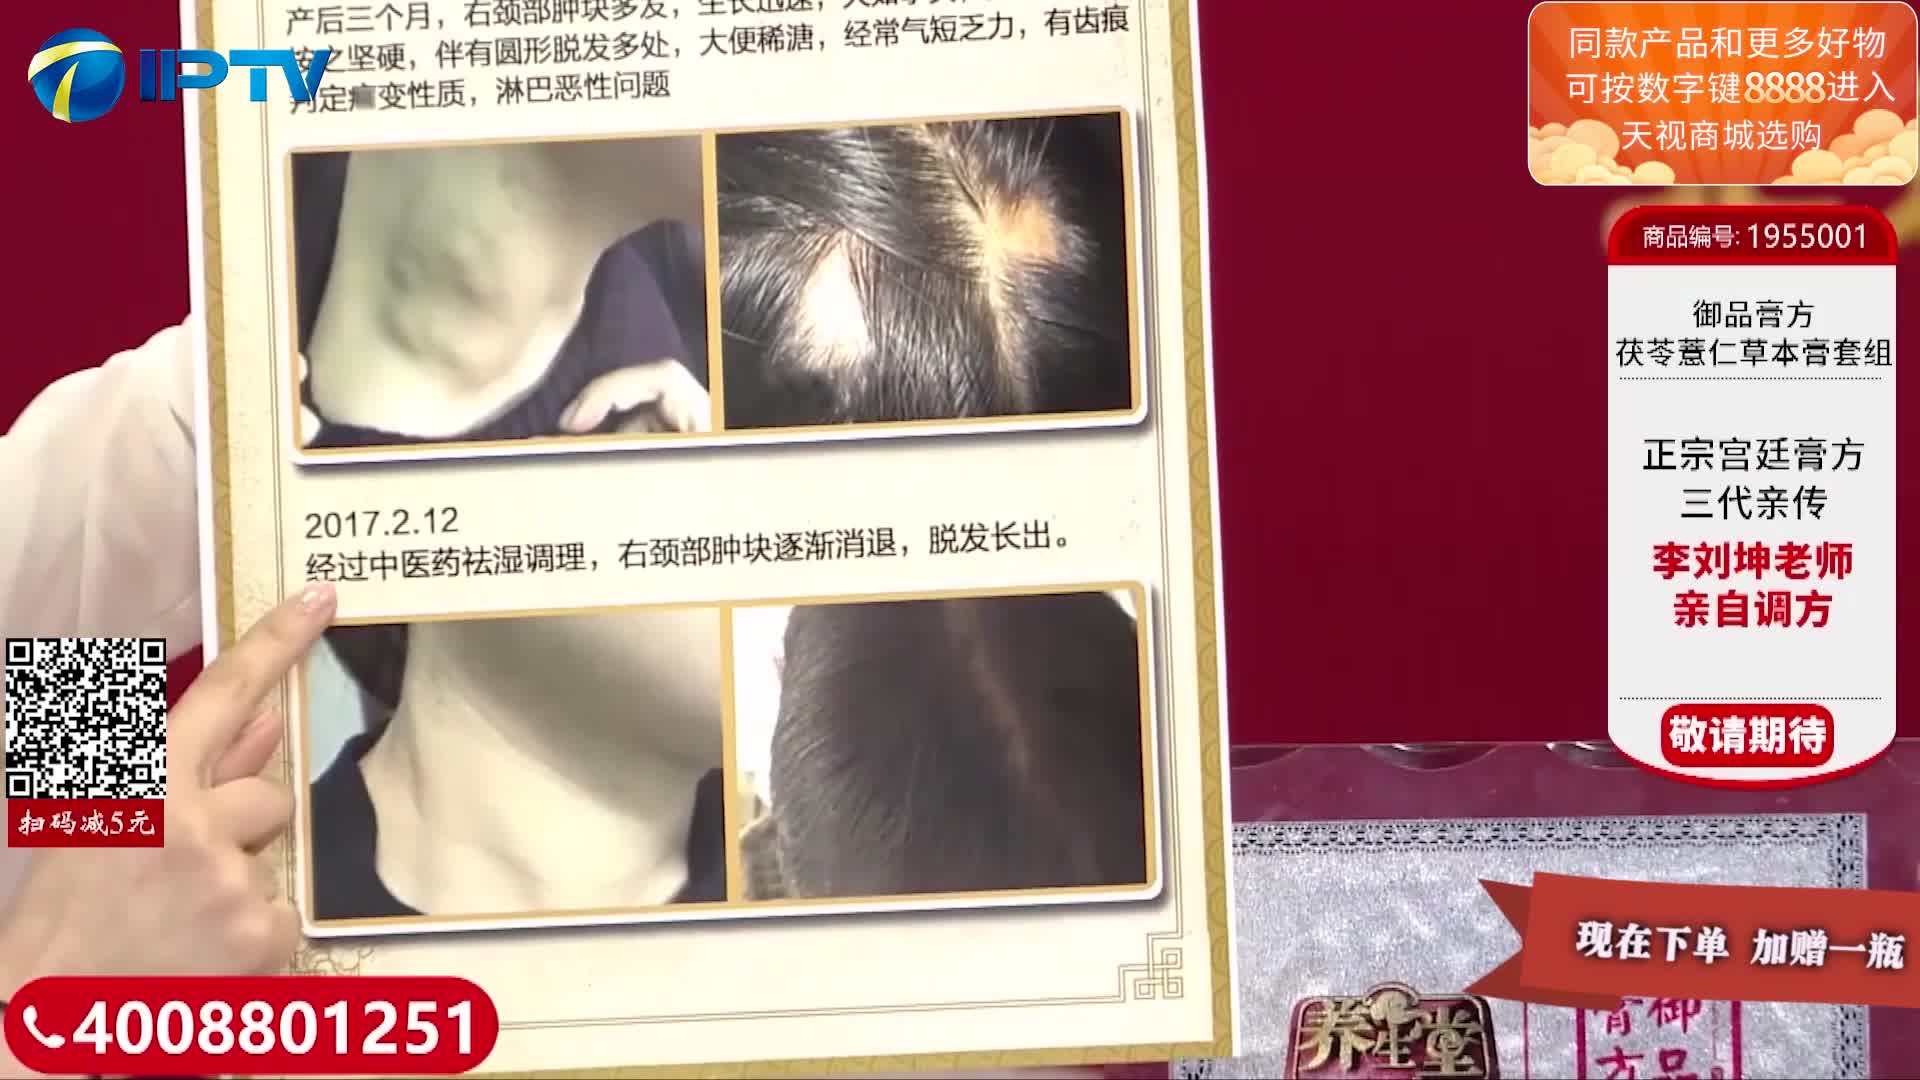 产后三个月，右颈部肿块多发，生长迅速，
按之坚硬，伴有圆形脱发多处，大便稀溏，经常气短乏力，有齿痕
判定病变性质，淋巴恶性问题
IPTV
2017.2.12
经过中医药祛湿调理，右颈部肿块逐渐消退，脱发长出。
扫码减5元
4008801251
同款产品和更多好物
可按数字键8888进入
天视商城选购
商品编号:1955001
御品膏方
茯苓薏仁草本膏套组
正宗宫廷膏方
三代亲传
李刘坤老师
亲自调方
敬请期待
现在下单 加赠一瓶
养生堂
御品
膏方